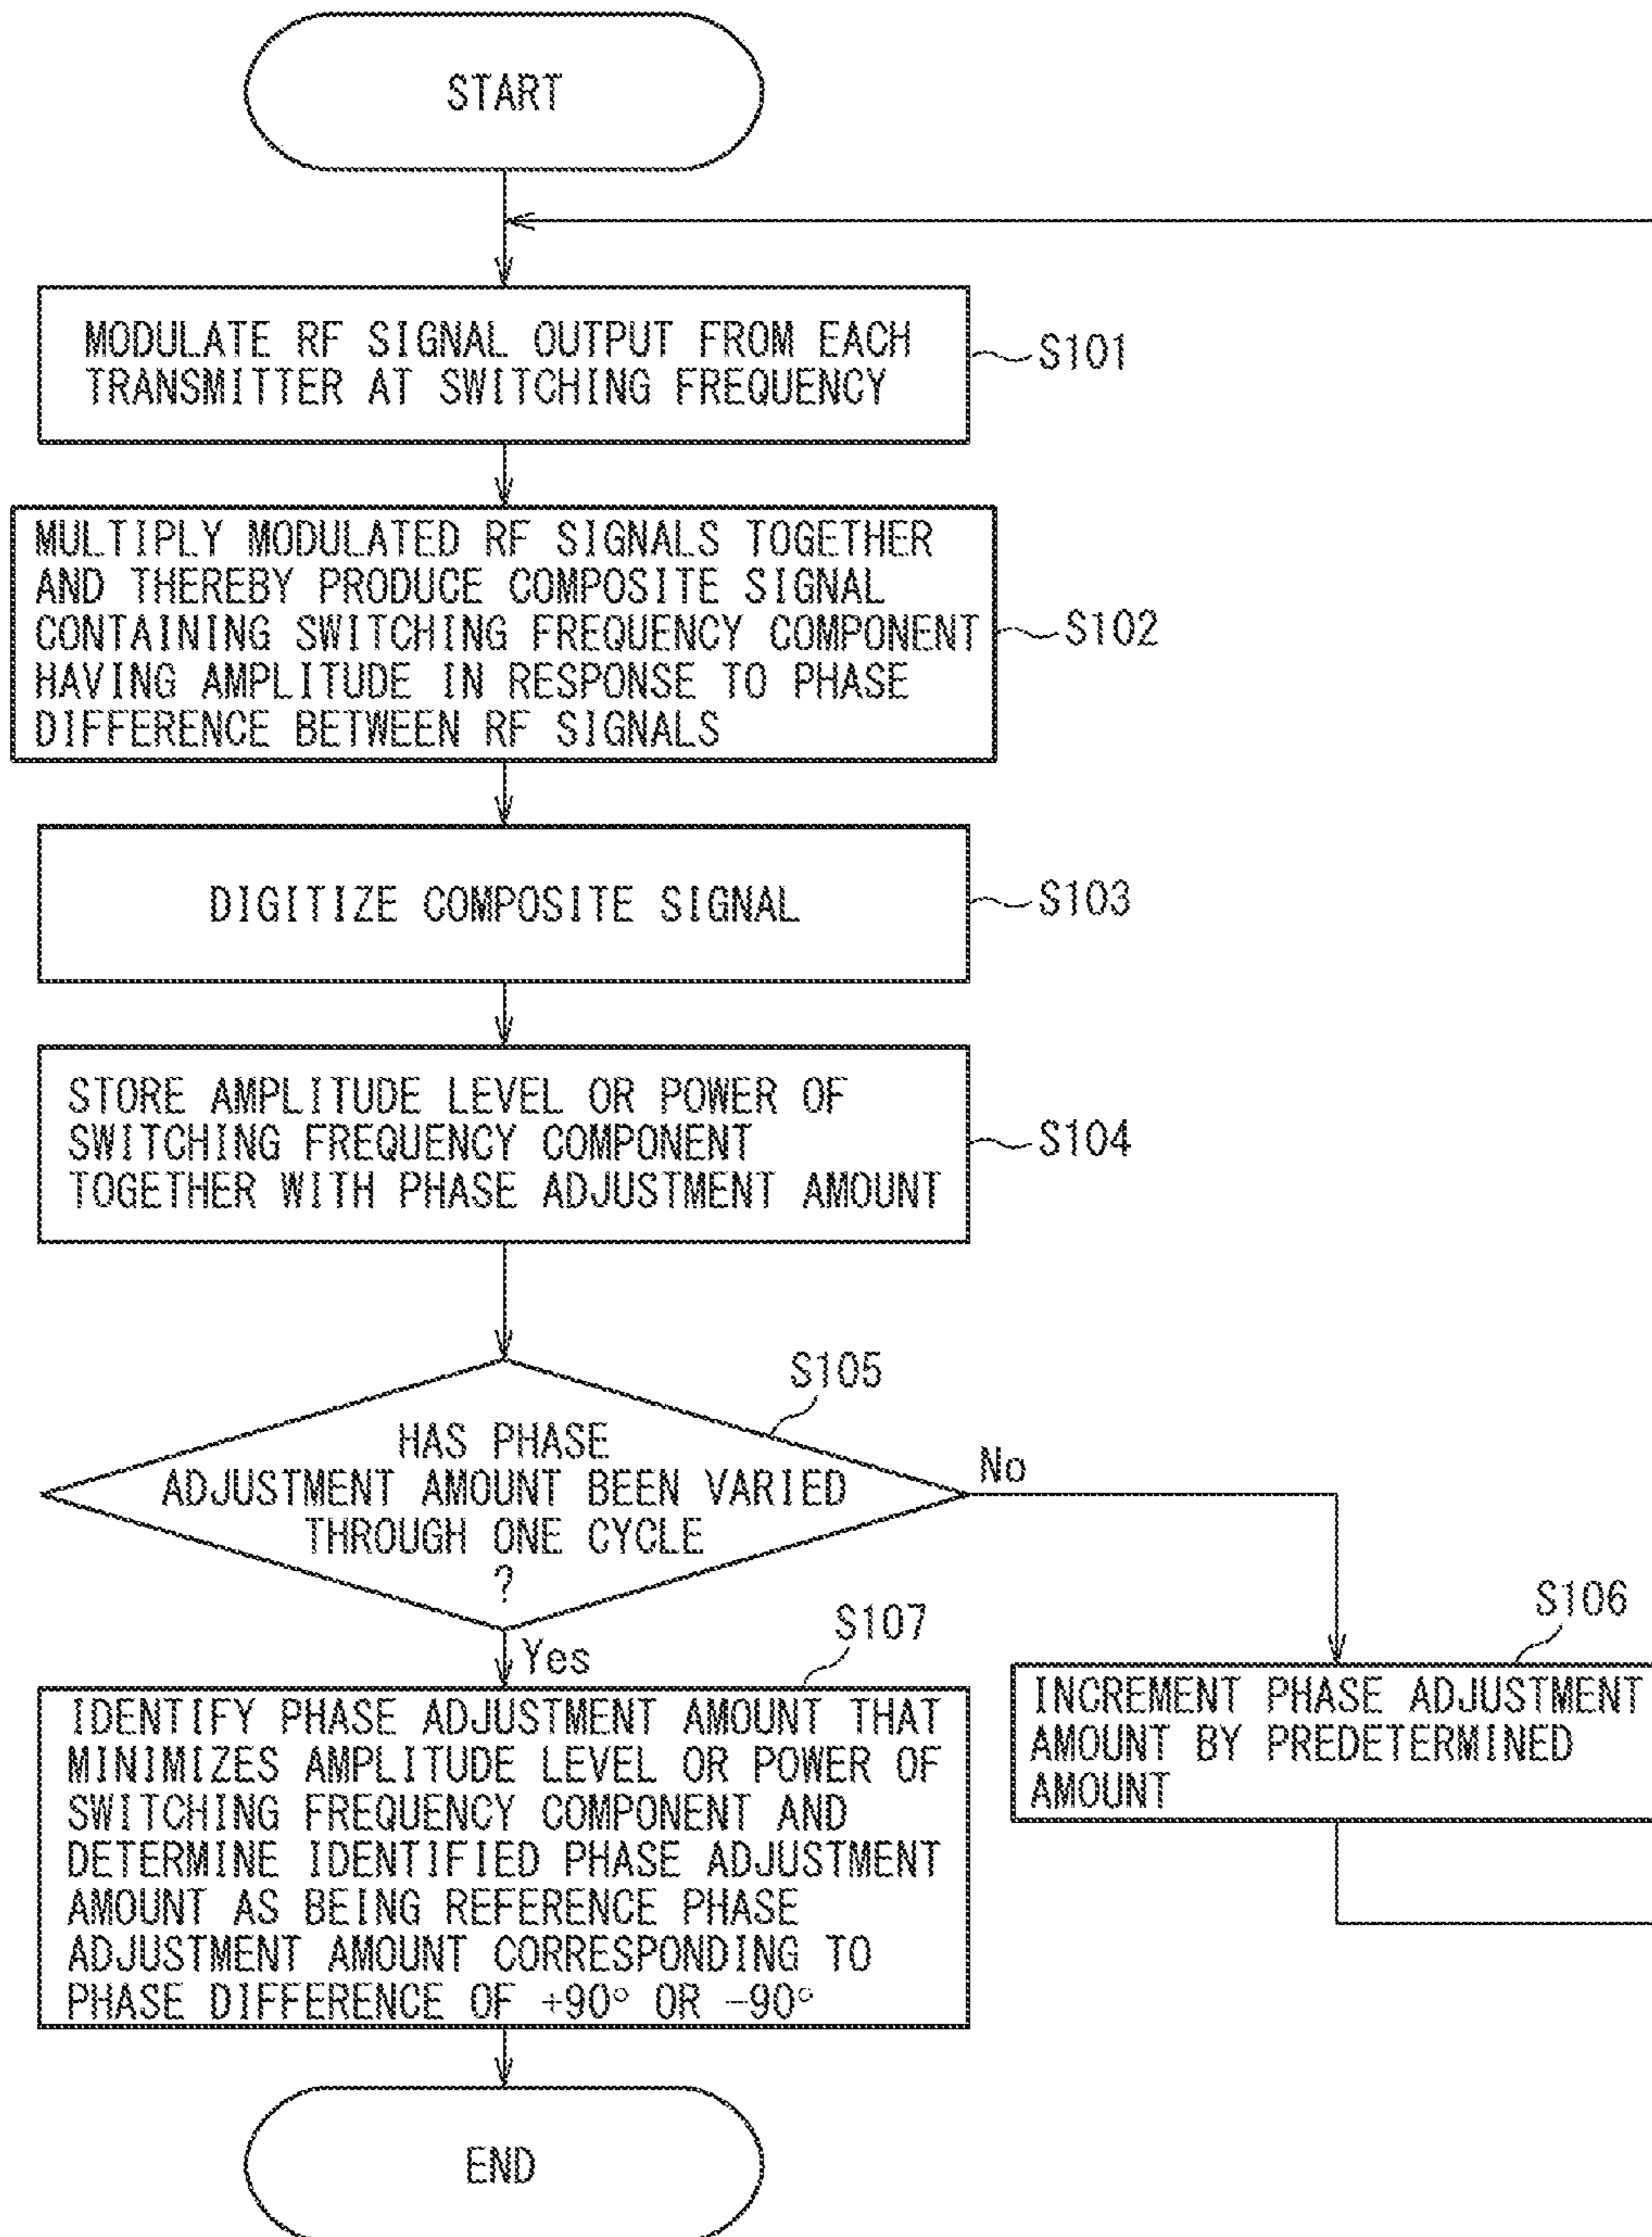 START
MODULATE RF SIGNAL OUTPUT FROM EACH
TRANSMITTER AT SWITCHING FREQUENCY
S101
MULTIPLY MODULATED RF SIGNALS TOGETHER
AND THEREBY PRODUCE COMPOSITE SIGNAL
CONTAINING SWITCHING FREQUENCY COMPONENT
HAVING AMPLITUDE IN RESPONSE TO PHASE
DIFFERENCE BETWEEN RF SIGNALS
S102
DIGITIZE COMPOSITE SIGNAL
S103
STORE AMPLITUDE LEVEL OR POWER OF
SWITCHING FREQUENCY COMPONENT
TOGETHER WITH PHASE ADJUSTMENT AMOUNT
S104
S105
HAS PHASE
ADJUSTMENT AMOUNT BEEN VARIED
THROUGH ONE CYCLE
?
No
Yes
S106
INCREMENT PHASE ADJUSTMENT
AMOUNT BY PREDETERMINED
AMOUNT
S107
IDENTIFY PHASE ADJUSTMENT AMOUNT THAT
MINIMIZES AMPLITUDE LEVEL OR POWER OF
SWITCHING FREQUENCY COMPONENT AND
DETERMINE IDENTIFIED PHASE ADJUSTMENT
AMOUNT AS BEING REFERENCE PHASE
ADJUSTMENT AMOUNT CORRESPONDING TO
PHASE DIFFERENCE OF +90° OR −90°
END